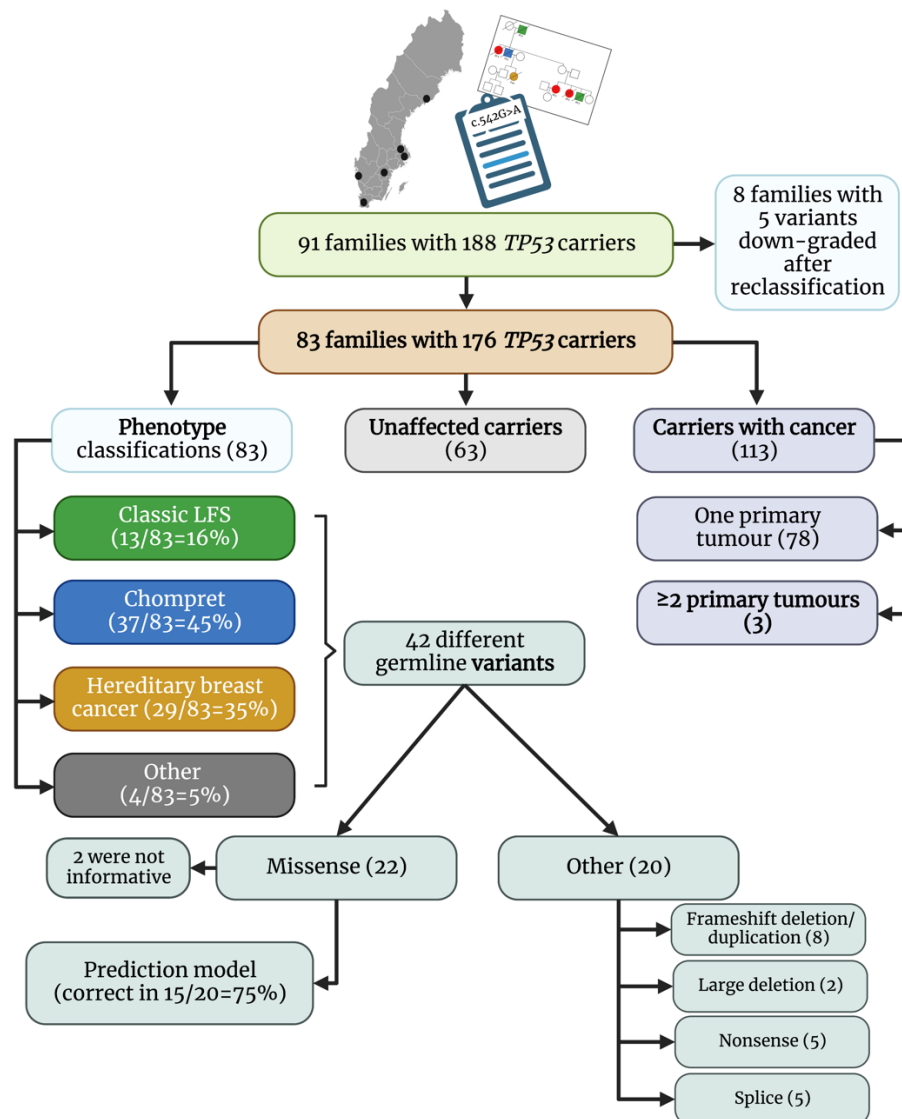 c.542G>A
91 families with 188 TP53 carriers
8 families with
5 variants
down-graded
after
reclassification
83 families with 176 TP53 carriers
Phenotype
classifications (83)
Unaffected carriers
(63)
Carriers with cancer
(113)
Classic LFS
(13/83=16%)
One primary
tumour (78)
Chompret
(37/83=45%)
≥2 primary tumours
(3)
42 different
germline variants
Hereditary breast
cancer (29/83=35%)
Other
(4/83=5%)
2 were not
informative
Missense (22)
Other (20)
Frameshift deletion/
duplication (8)
Prediction model
(correct in 15/20=75%)
Large deletion (2)
Nonsense (5)
Splice (5)